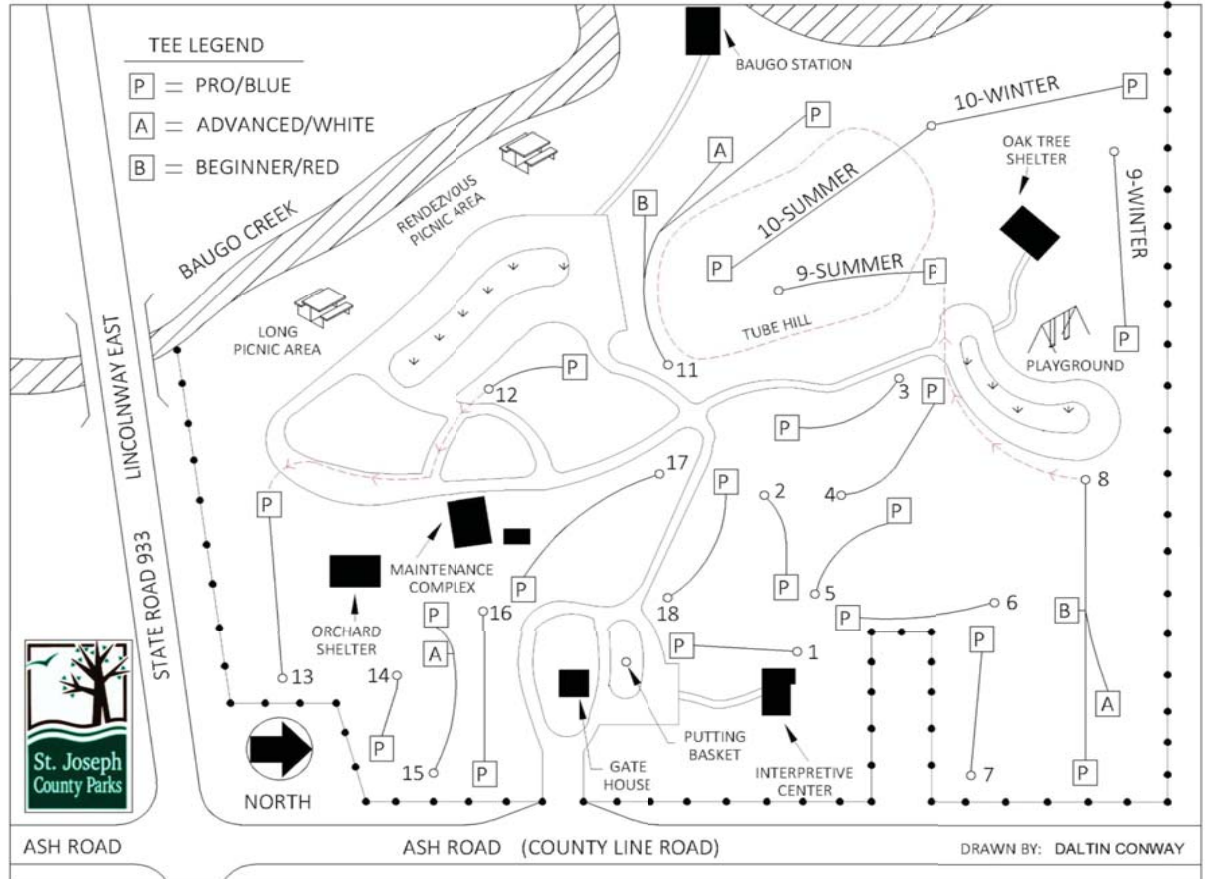 TEE LEGEND
P = PRO/BLUE
A = ADVANCED/WHITE
B = BEGINNER/RED
BAUGO STATION
10-WINTER
P
P
A
OAK TREE
SHELTER
RENDEZVOUS
PICNIC AREA
B
10-SUMMER
9-WINTER
BAUGO CREEK
P
9-SUMMER
P
LONG
PICNIC AREA
TUBE HILL
P
PLAYGROUND
11
12
P
3
P
P
LINCOLNWAY EAST
STATE ROAD 933
17
P
2
4
8
P
P
MAINTENANCE
COMPLEX
P
P
5
6
B
ORCHARD
SHELTER
P
16
18
P
P
P
A
1
13
14
A
P
PUTTING
BASKET
15
P
GATE
HOUSE
INTERPRETIVE
CENTER
7
P
St. Joseph
County Parks
NORTH
ASH ROAD
ASH ROAD (COUNTY LINE ROAD)
DRAWN BY: DALTIN CONWAY